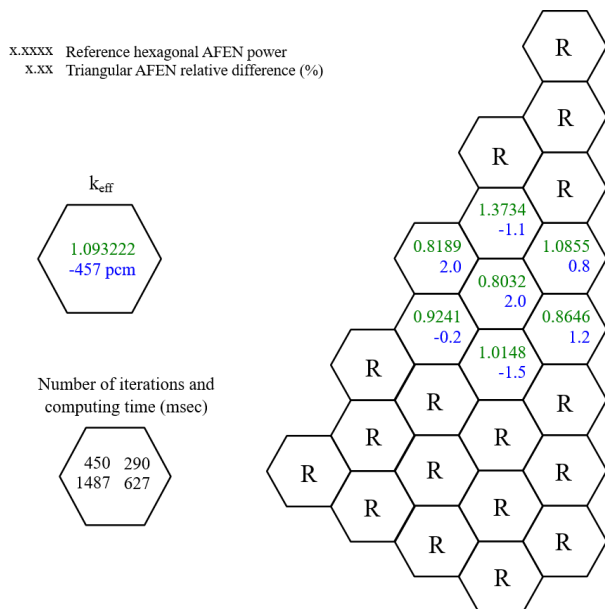 x.xxxx Reference hexagonal AFEN power
x.xx Triangular AFEN relative difference (%)
k_eff
1.093222
-457 pcm
Number of iterctions and
computing time (msec)
450 290
1487 627
R
R
R
R
1.3734
-1.1
0.8189
2.0
1.0855
0.8
0.8032
2.0
0.9241
-0.2
0.8646
1.2
1.0148
-1.5
R
R
R
R
R
R
R
R
R
R
R
R
R